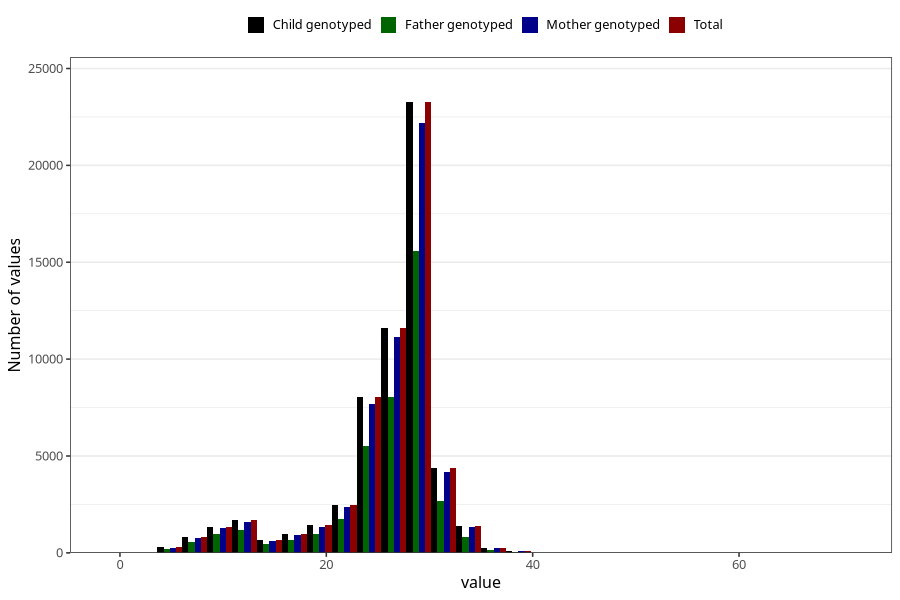 Child genotyped Father genotyped Mother genotyped Total
Number of values
25000
20000
15000
10000
5000
0
0 20 40 60
value